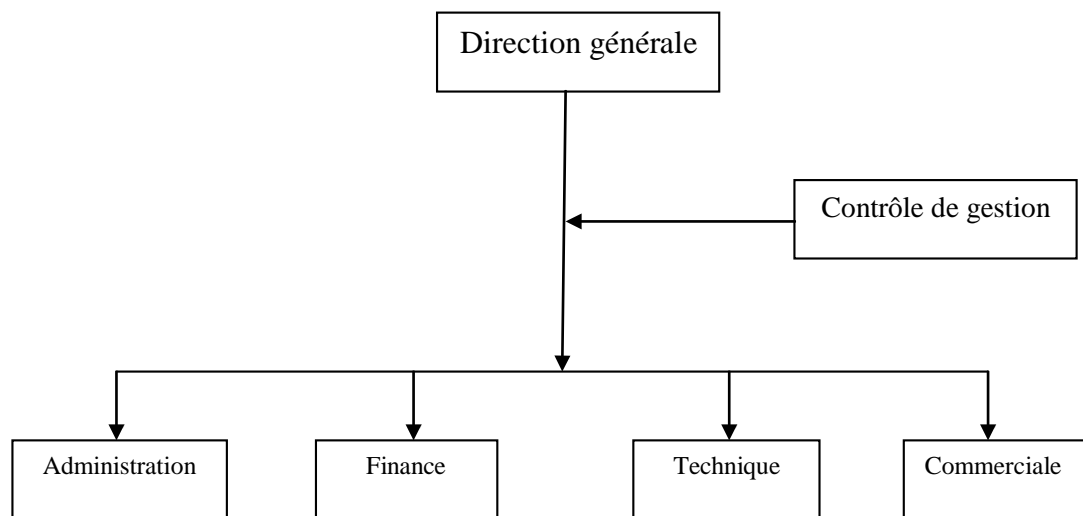 Direction générale
Contrôle de gestion
Administration
Finance
Technique
Commerciale